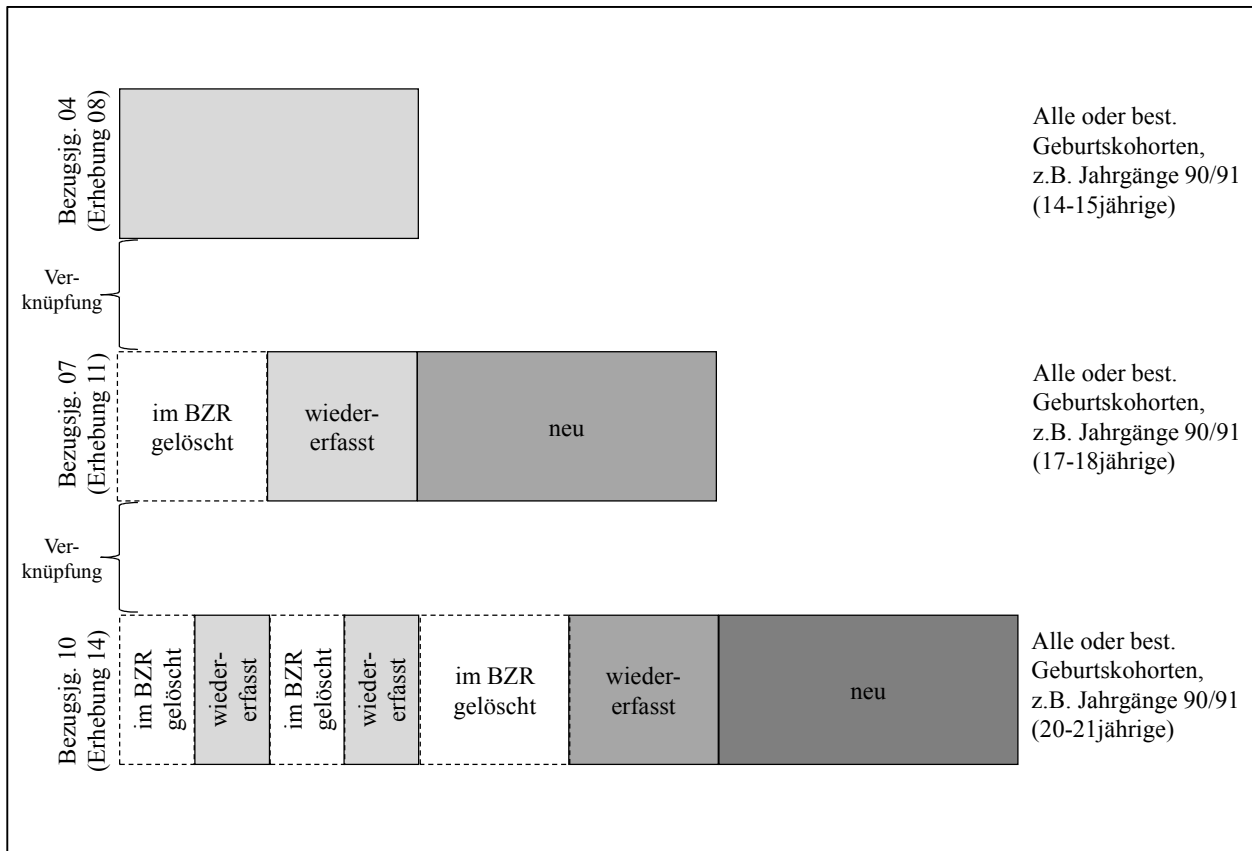 Bezugsjg. 04
(Erhebung 08)
Alle oder best.
Geburtskohorten,
z.B. Jahrgänge 90/91
(14-15jährige)
Ver-
knüpfung
Bezugsjg. 07
(Erhebung 11)
im BZR
gelöscht
wieder-
erfasst
neu
Alle oder best.
Geburtskohorten,
z.B. Jahrgänge 90/91
(17-18jährige)
Ver-
knüpfung
Bezugsjg. 10
(Erhebung 14)
im BZR
gelöscht
wieder-
erfasst
im BZR
gelöscht
wieder-
erfasst
im BZR
gelöscht
wieder-
erfasst
neu
Alle oder best.
Geburtskohorten,
z.B. Jahrgänge 90/91
(20-21jährige)